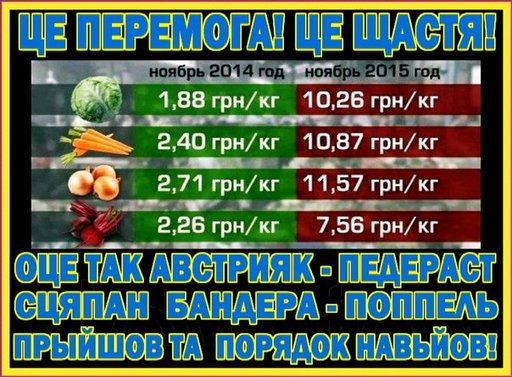 ЦЕ ПЕРЕМОГА! ЦЕ ЩАСТЯ!
ноябрь 2014 год ноябрь 2015 год
1,88 грн/кг 10,26 грн/кг
2,40 грн/кг 10,87 грн/кг
2,71 грн/кг 11,57 грн/кг
2,26 грн/кг 7,56 грн/кг
ОЦЕ ТАК АВСТРИЯК - ПЕДЕРАСТ
СЦЯПАН БАНДЕРА - ПОППЕЛЬ
ПРЫЙШОВ ТА ПОРЯДОК НАВЬЙОВ!